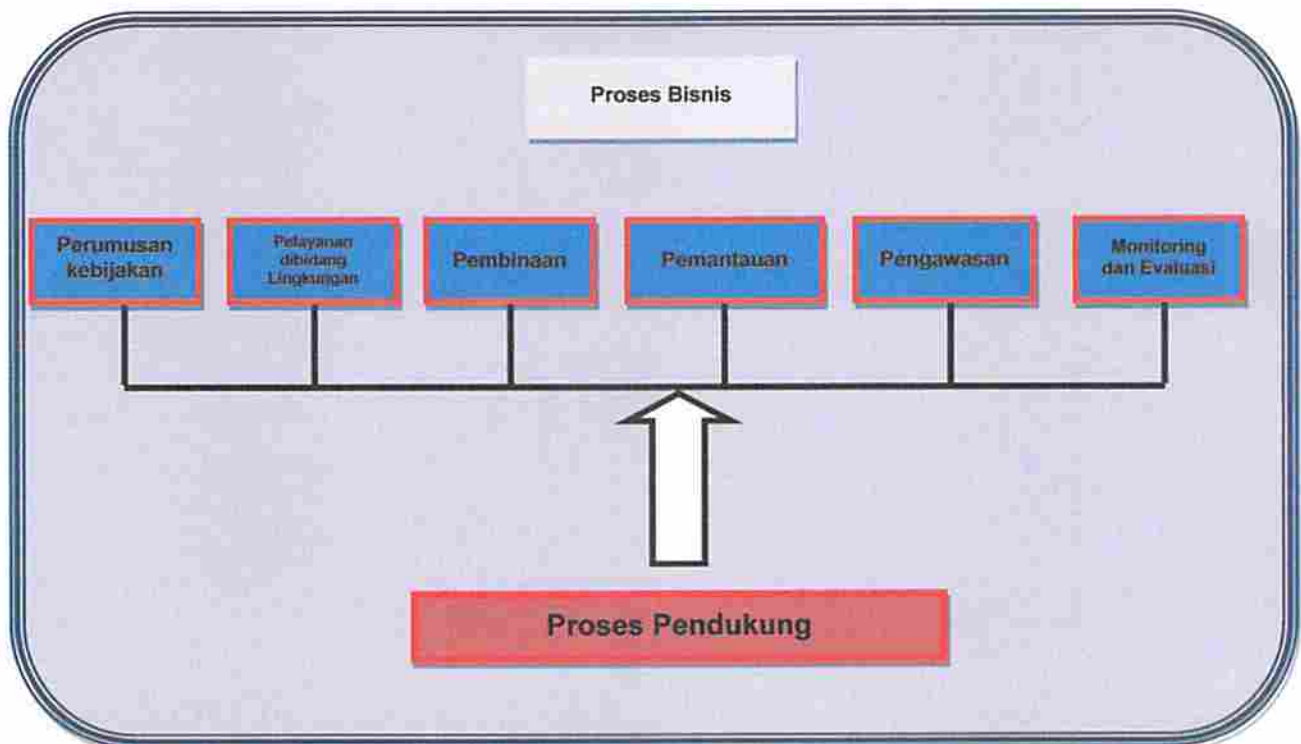 Proses Bisnis
Perumusan
kebijakan
Pelayanan
dibidang
Lingkungan
Pembinaan
Pemantauan
Pengawasan
Monitoring
dan Evaluasi
Proses Pendukung